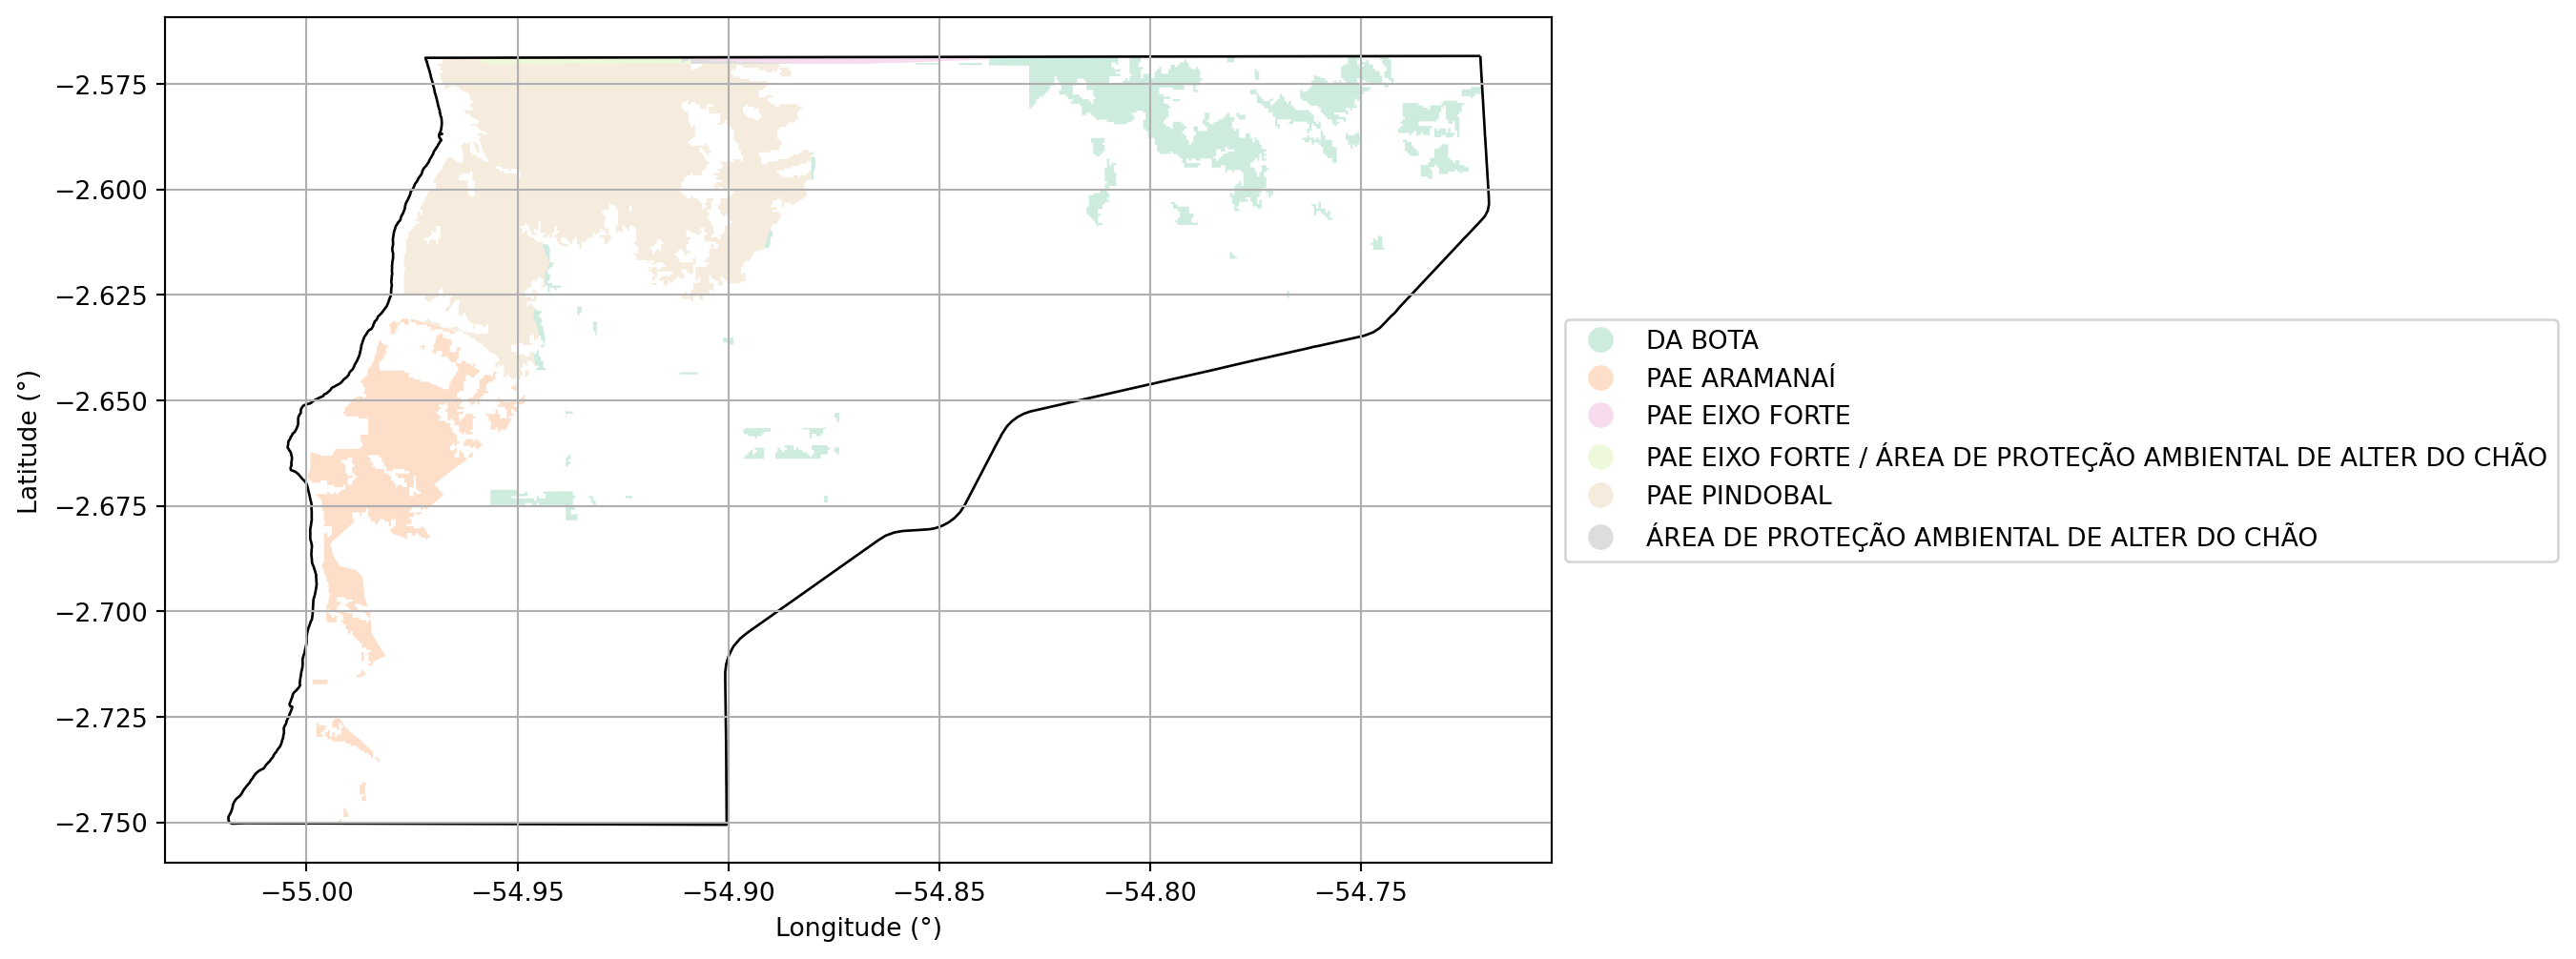 −2.575
−2.600
−2.625
−2.650
−2.675
−2.700
−2.725
−2.750
Latitude (°)
−55.00 −54.95 −54.90 −54.85 −54.80 −54.75
Longitude (°)
DA BOTA
PAE ARAMANAÍ
PAE EIXO FORTE
PAE EIXO FORTE / ÁREA DE PROTEÇÃO AMBIENTAL DE ALTER DO CHÃO
PAE PINDOBAL
ÁREA DE PROTEÇÃO AMBIENTAL DE ALTER DO CHÃO